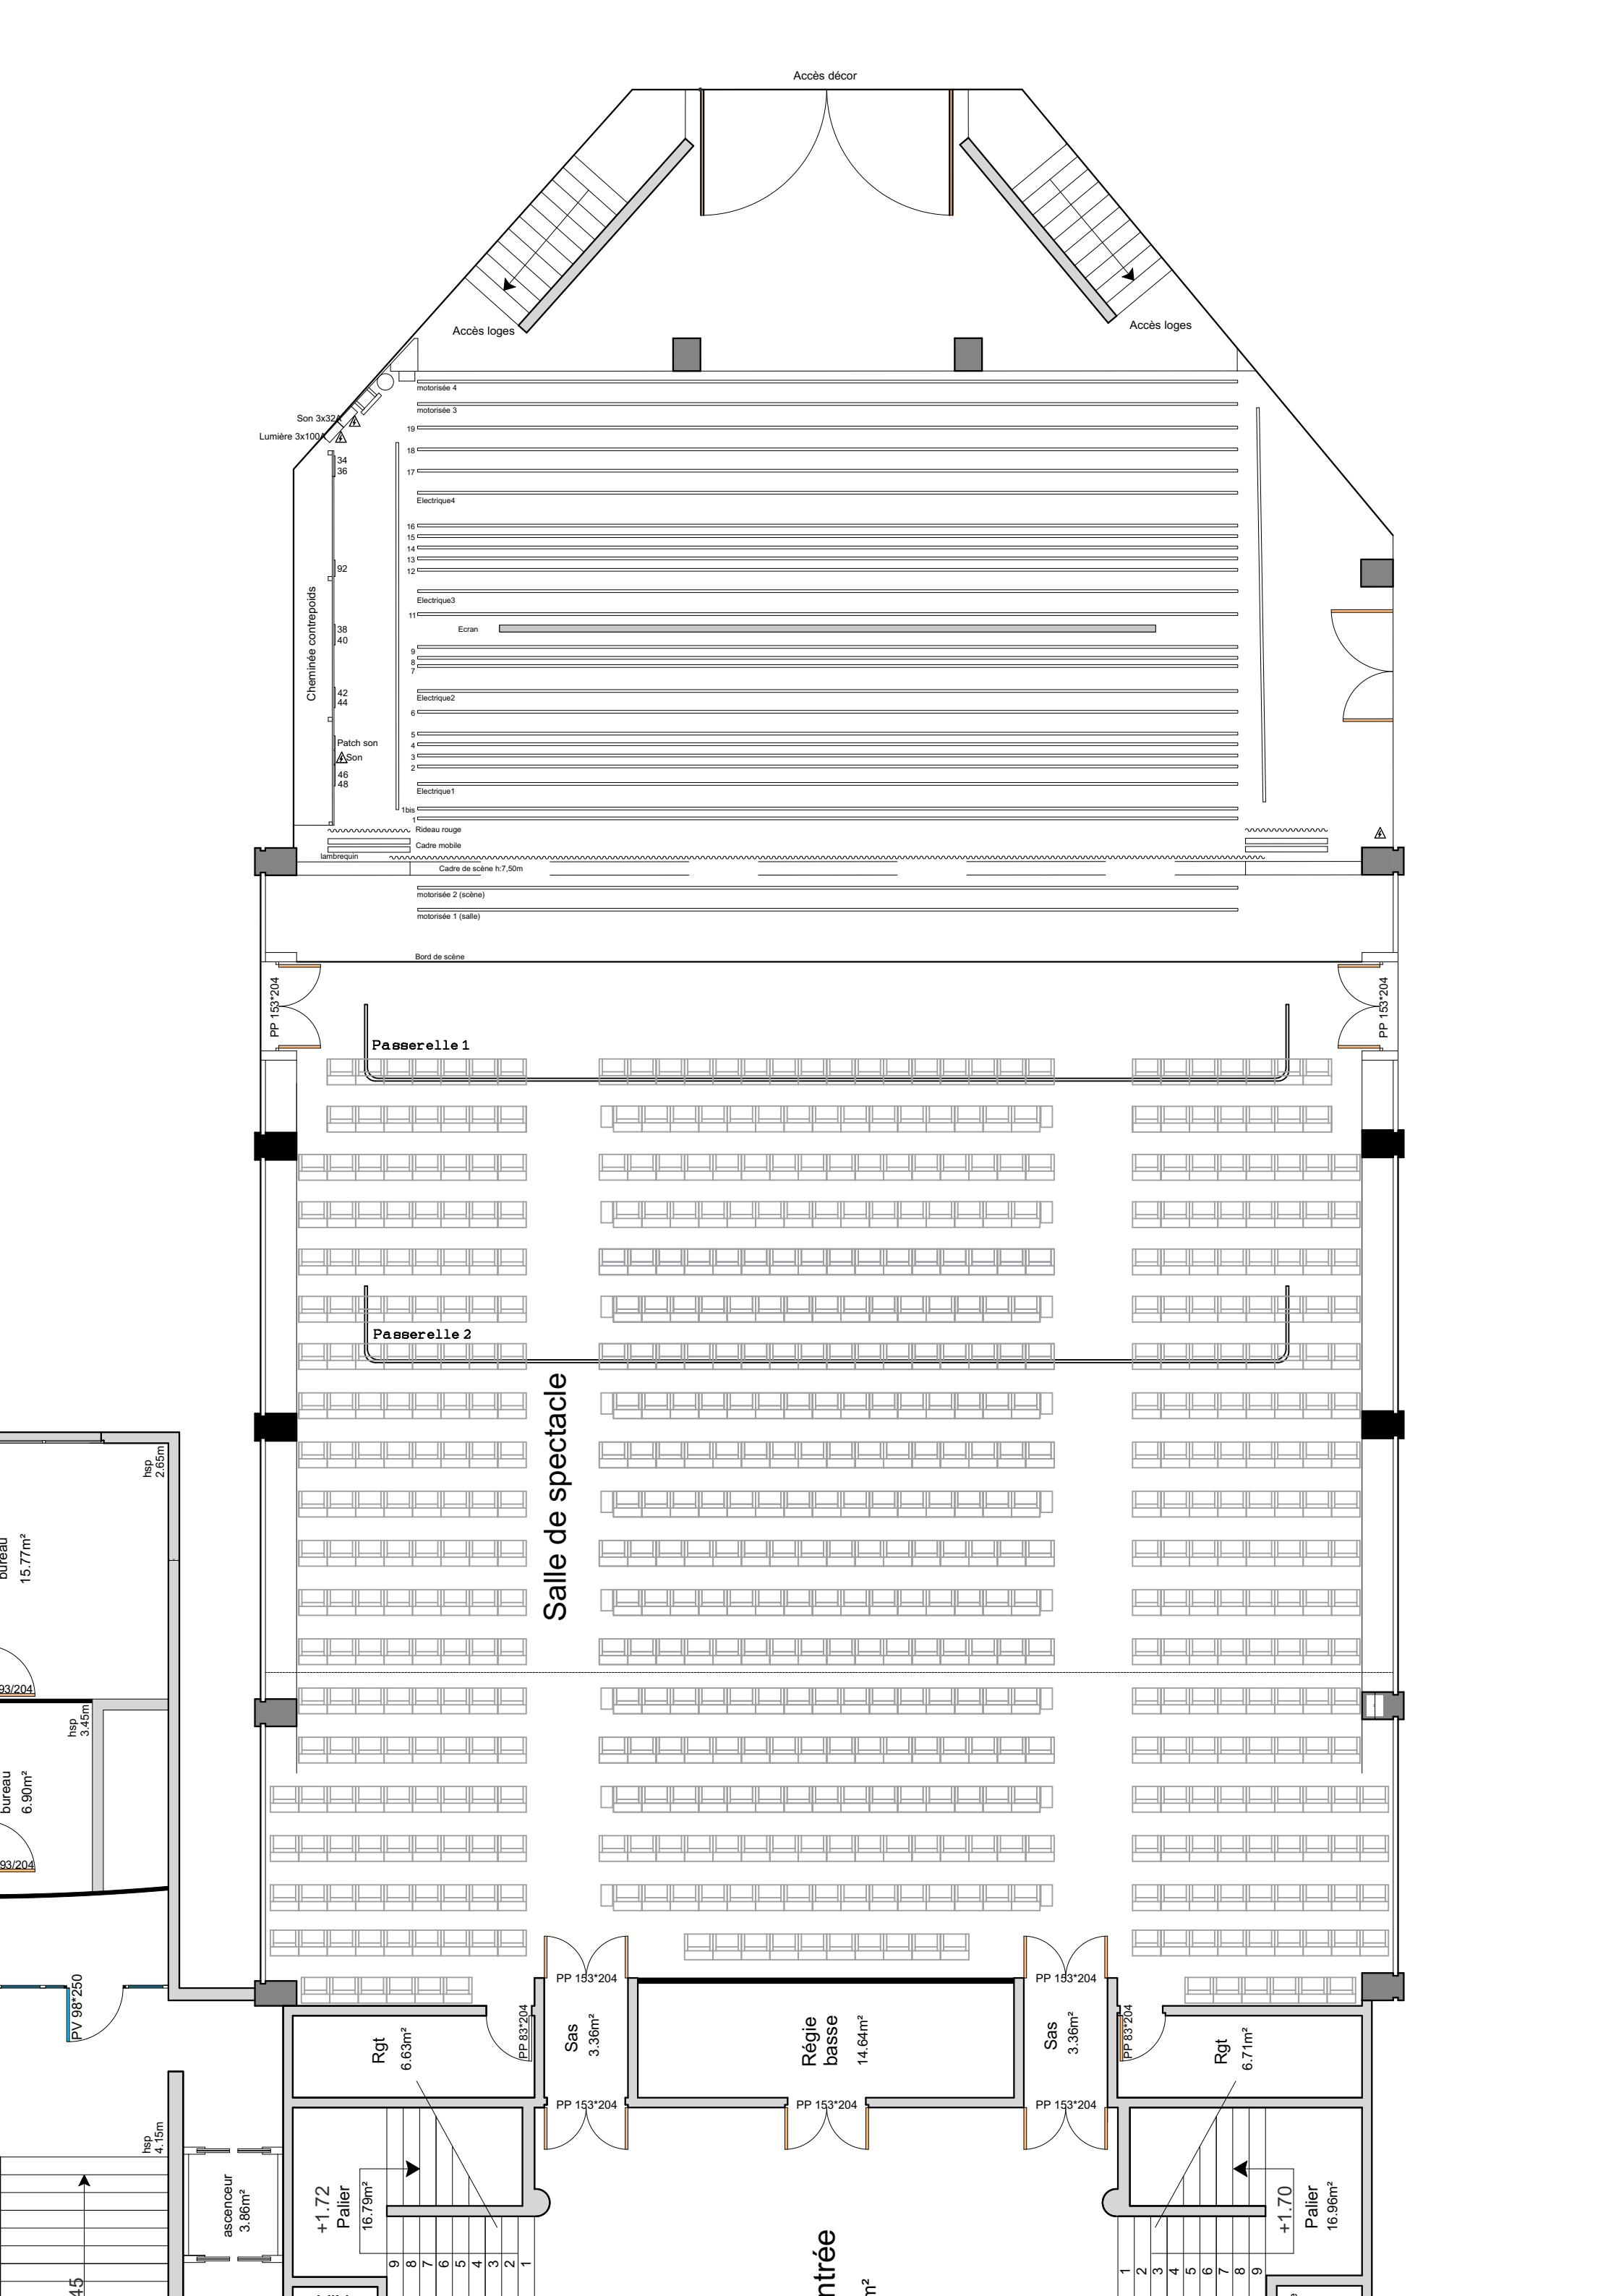 Accès décor
Accès loges
Accès loges
motorisée 4
motorisée 3
Son 3x32A
Lumière 3x100A
19
18
17
Electrique4
34
36
16
15
14
13
12
92
Electrique3
11
Ecran
Cheminée contrepoids
38
40
9
8
7
Electrique2
42
44
6
5
4
3
2
Patch son
Son
46
48
Electrique1
1bis
1
Rideau rouge
Cadre mobile
lambrequin
Cadre de scène h:7,50m
motorisée 2 (scène)
motorisée 1 (salle)
Bord de scène
PP 153*204
PP 153*204
Passerelle 1
Passerelle 2
Salle de spectacle
hsp
2.65m
bureau
15.77m²
93/204
hsp
3.45m
bureau
6.90m²
93/204
PV 98*250
PP 153*204
PP 153*204
PP 83*204
PP 83*204
Rgt
6.63m²
Sas
3.36m²
Régie
basse
14.64m²
Sas
3.36m²
Rgt
6.71m²
PP 153*204
PP 153*204
PP 153*204
hsp
4.15m
ascenceur
3.86m²
+1.72
Palier
16.79m²
+1.70
Palier
16.96m²
9
8
7
6
5
4
3
2
1
1
2
3
4
5
6
7
8
9
ntrée
m²
45